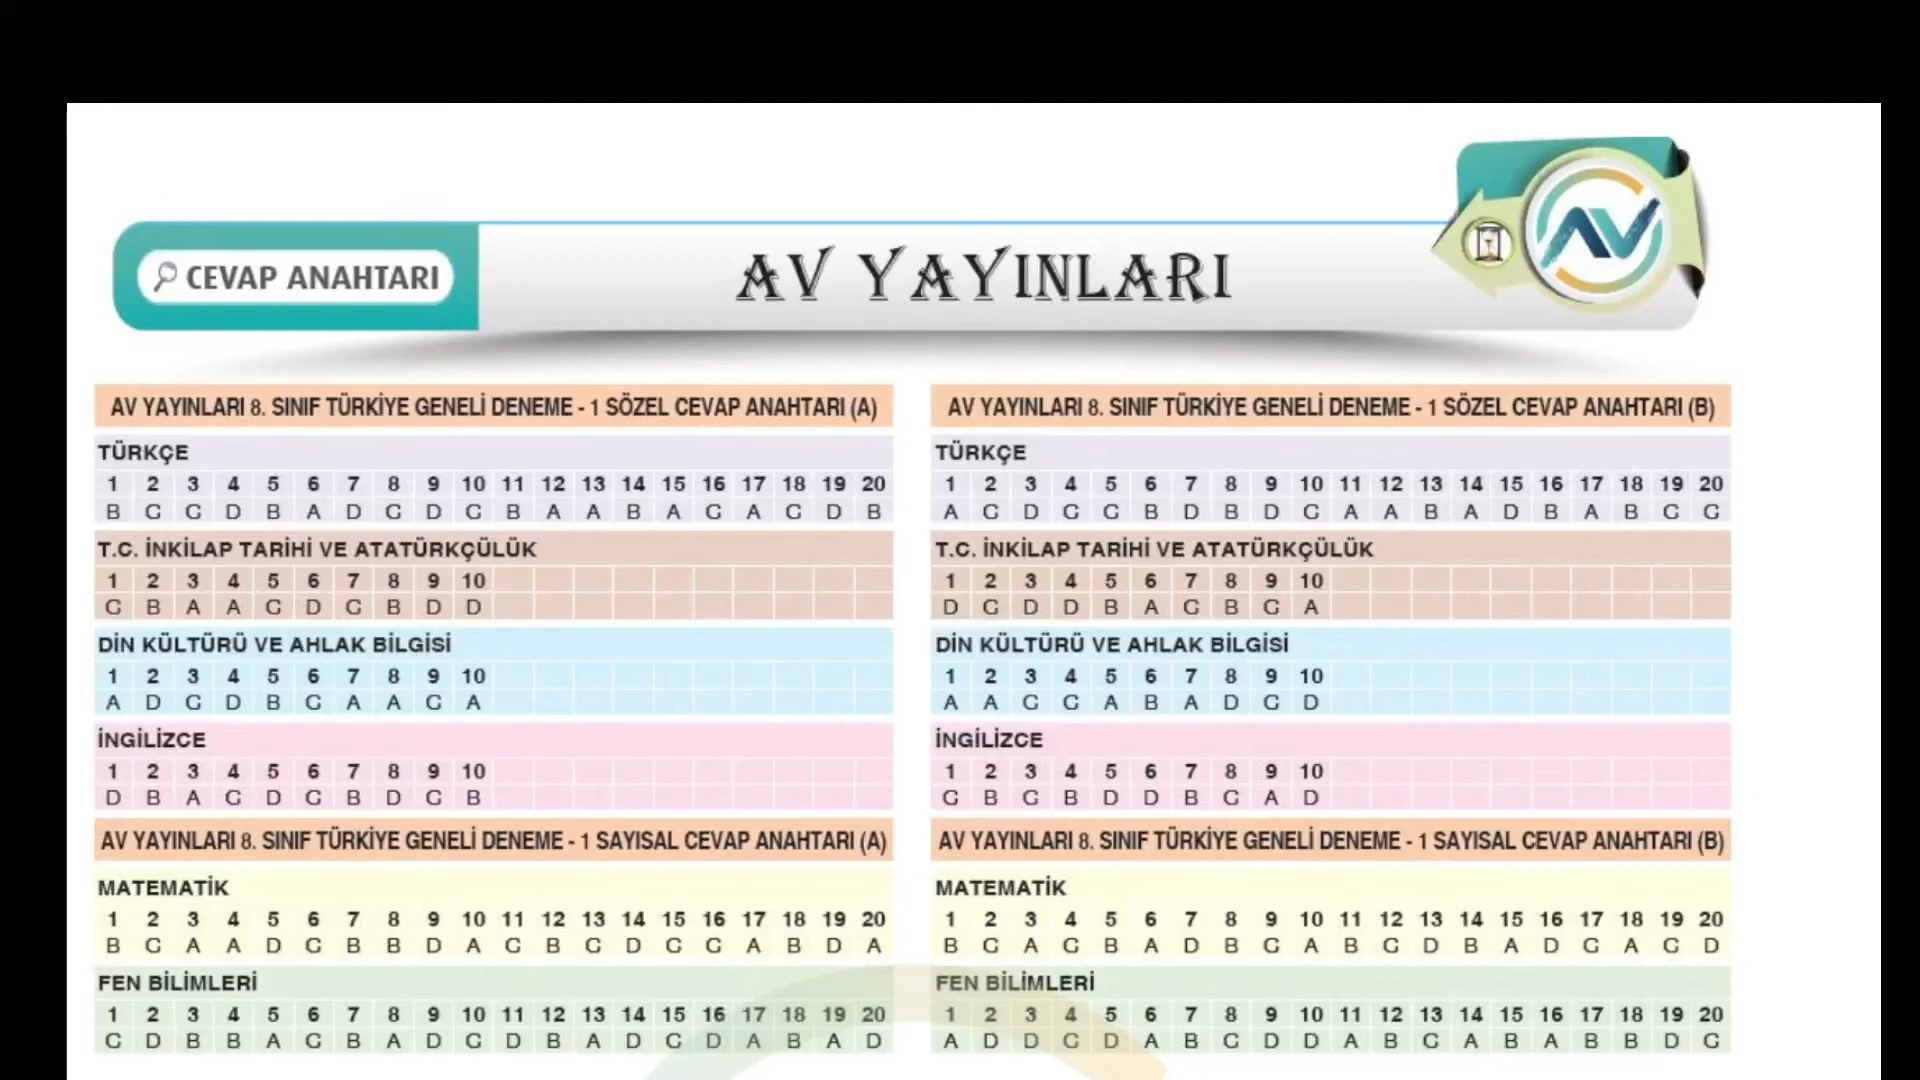 CEVAP ANAHTARI
AV YAYINLARI
AV
AV YAYINLARI 8. SINIF TÜRKİYE GENELİ DENEME - 1 SÖZEL CEVAP ANAHTARI (A)
TÜRKÇE
1 2 3 4 5 6 7 8 9 10 11 12 13 14 15 16 17 18 19 20
B C C D B A D C D C B A A B A C A C D B
T.C. İNKİLAP TARİHİ VE ATATÜRKÇÜLÜK
1 2 3 4 5 6 7 8 9 10
C B A A C D C B D D
DİN KÜLTÜRÜ VE AHLAK BİLGİSİ
1 2 3 4 5 6 7 8 9 10
A D C D B C A A C A
İNGİLİZCE
1 2 3 4 5 6 7 8 9 10
D B A C D C B D C B
AV YAYINLARI 8. SINIF TÜRKİYE GENELİ DENEME - 1 SAYISAL CEVAP ANAHTARI (A)
MATEMATİK
1 2 3 4 5 6 7 8 9 10 11 12 13 14 15 16 17 18 19 20
B C A A D C B B D A C B C D C C A B D A
FEN BİLİMLERİ
1 2 3 4 5 6 7 8 9 10 11 12 13 14 15 16 17 18 19 20
C D B B A C B A D C D B A D C D A B A D
AV YAYINLARI 8. SINIF TÜRKİYE GENELİ DENEME - 1 SÖZEL CEVAP ANAHTARI (B)
TÜRKÇE
1 2 3 4 5 6 7 8 9 10 11 12 13 14 15 16 17 18 19 20
A C D C C B D B D C A A B A D B A B C C
T.C. İNKİLAP TARİHİ VE ATATÜRKÇÜLÜK
1 2 3 4 5 6 7 8 9 10
D C D D B A C B C A
DİN KÜLTÜRÜ VE AHLAK BİLGİSİ
1 2 3 4 5 6 7 8 9 10
A A C C A B A D C D
İNGİLİZCE
1 2 3 4 5 6 7 8 9 10
C B C B D D B C A D
AV YAYINLARI 8. SINIF TÜRKİYE GENELİ DENEME - 1 SAYISAL CEVAP ANAHTARI (B)
MATEMATİK
1 2 3 4 5 6 7 8 9 10 11 12 13 14 15 16 17 18 19 20
B C A C B A D B C A B C D B A D C A C D
FEN BİLİMLERİ
1 2 3 4 5 6 7 8 9 10 11 12 13 14 15 16 17 18 19 20
A D D C D A B C D D A B C A B A B B D C